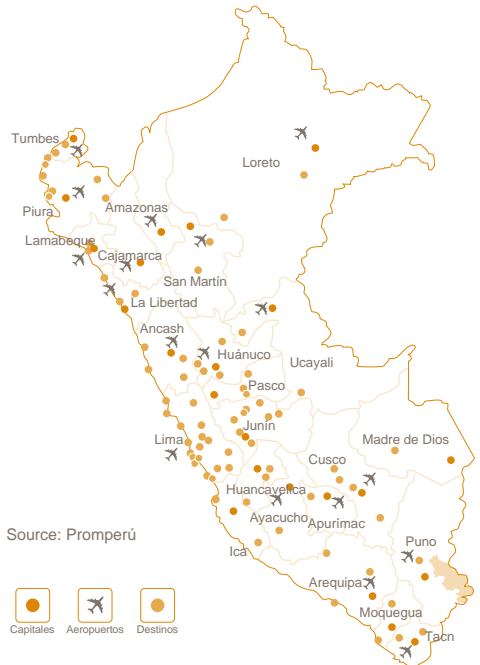 Tumbes
Loreto
Piura
Amazonas
Lamabeque
Cajamarca
San Martín
La Libertad
Ancash
Huánuco
Ucayali
Pasco
Junín
Lima
Madre de Dios
Cusco
Huancavelica
Ayacucho
Apurímac
Source: Promperú
Puno
Ica
Arequipa
Moquegua
Tacn
Capitales
Aeropuertos
Destinos